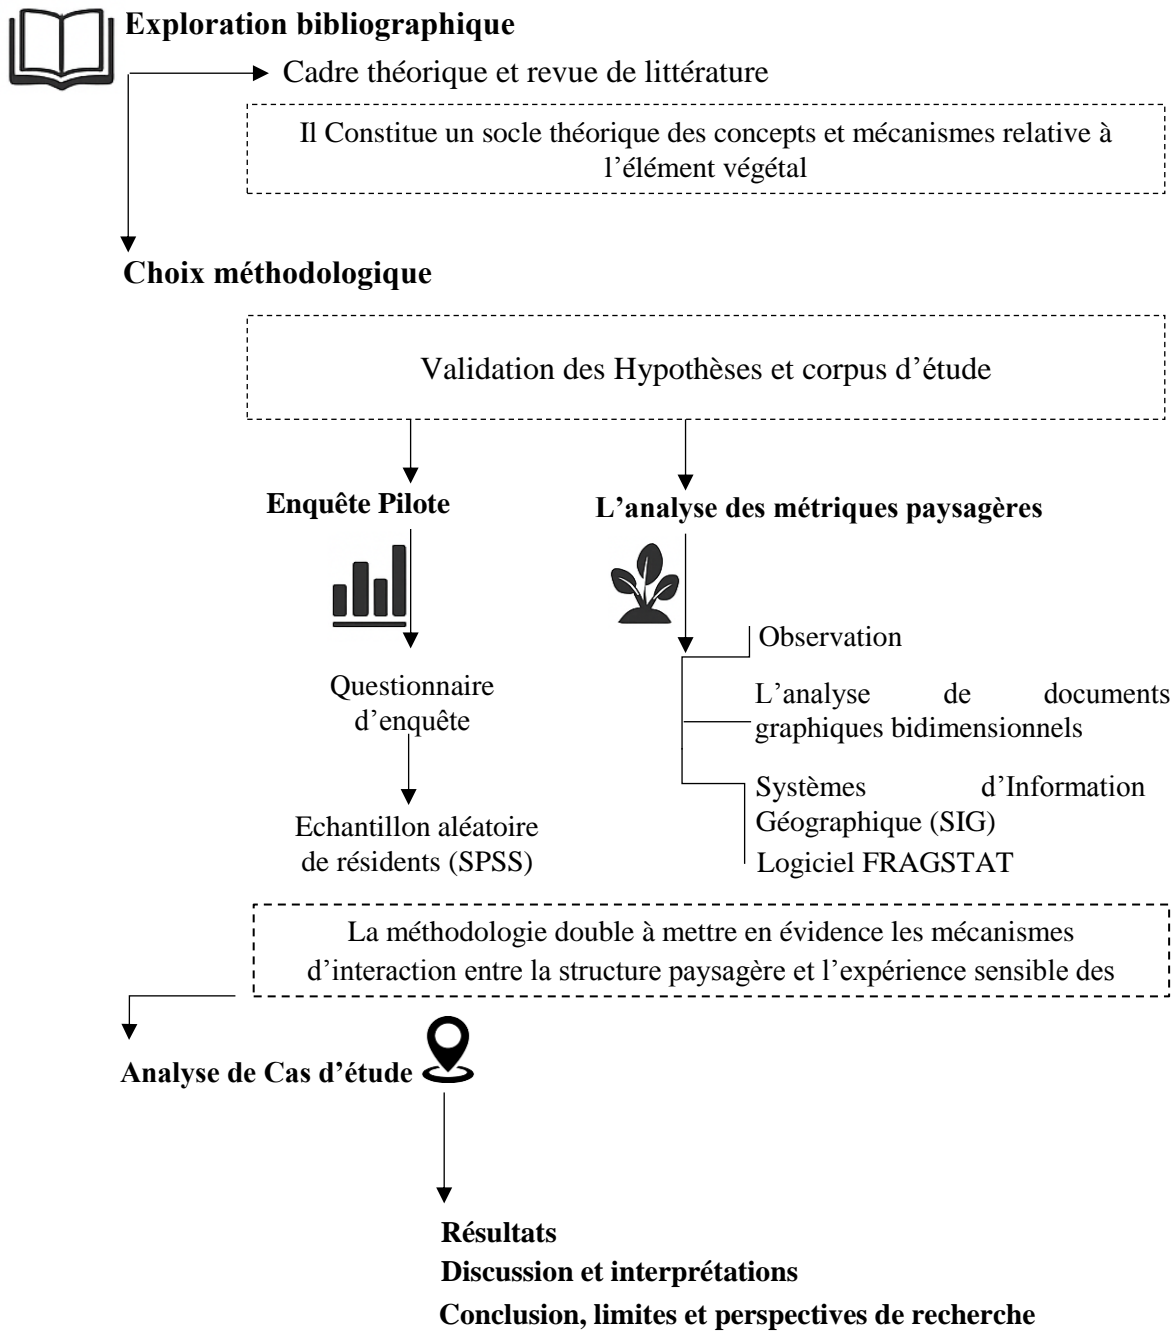 Exploration bibliographique
Cadre théorique et revue de littérature
Il Constitue un socle théorique des concepts et mécanismes relative à
l’élément végétal
Choix méthodologique
Validation des Hypothèses et corpus d’étude
Enquête Pilote
L’analyse des métriques paysagères
Questionnaire
d’enquête
Echantillon aléatoire
de résidents (SPSS)
Observation
L’analyse de documents
graphiques bidimensionnels
Systèmes d’Information
Géographique (SIG)
Logiciel FRAGSTAT
La méthodologie double à mettre en évidence les mécanismes
d’interaction entre la structure paysagère et l’expérience sensible des
Analyse de Cas d’étude
Résultats
Discussion et interprétations
Conclusion, limites et perspectives de recherche